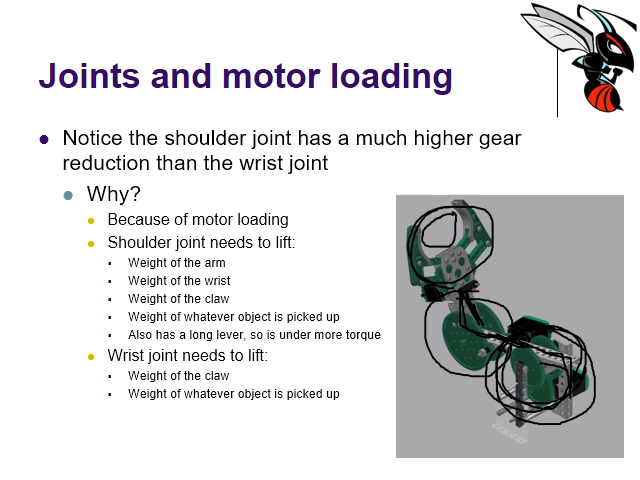 Joints and motor loading
Notice the shoulder joint has a much higher gear
reduction than the wrist joint
Why?
Because of motor loading
Shoulder joint needs to lift:
Weight of the arm
Weight of the wrist
Weight of the claw
Weight of whatever object is picked up
Also has a long lever, so is under more torque
Wrist joint needs to lift:
Weight of the claw
Weight of whatever object is picked up